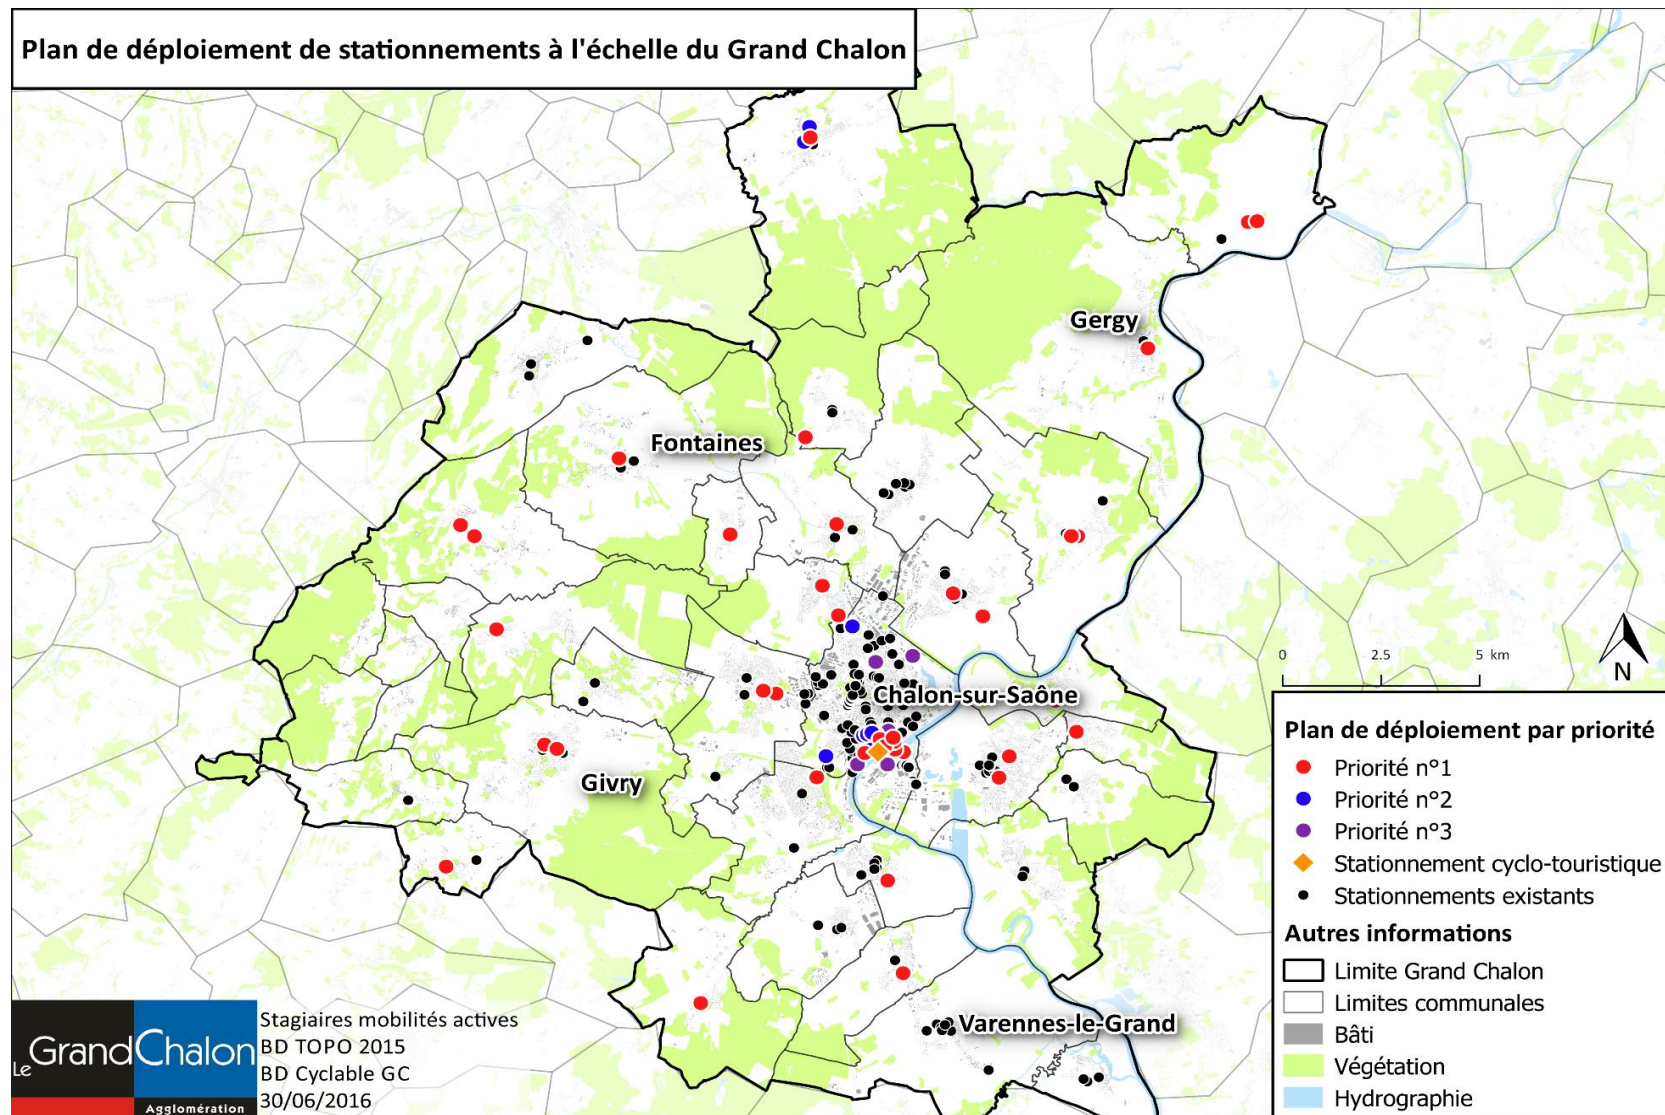 Plan de déploiement de stationnements à l'échelle du Grand Chalon
Gergy
Fontaines
Chalon-sur-Saône
Givry
Varennes-le-Grand
0 2.5 5 km
N
Plan de déploiement par priorité
Priorité n°1
Priorité n°2
Priorité n°3
Stationnement cyclo-touristique
Stationnements existants
Autres informations
Limite Grand Chalon
Limites communales
Bâti
Végétation
Hydrographie
Le GrandChalon
Agglomération
Stagiaires mobilités actives
BD TOPO 2015
BD Cyclable GC
30/06/2016